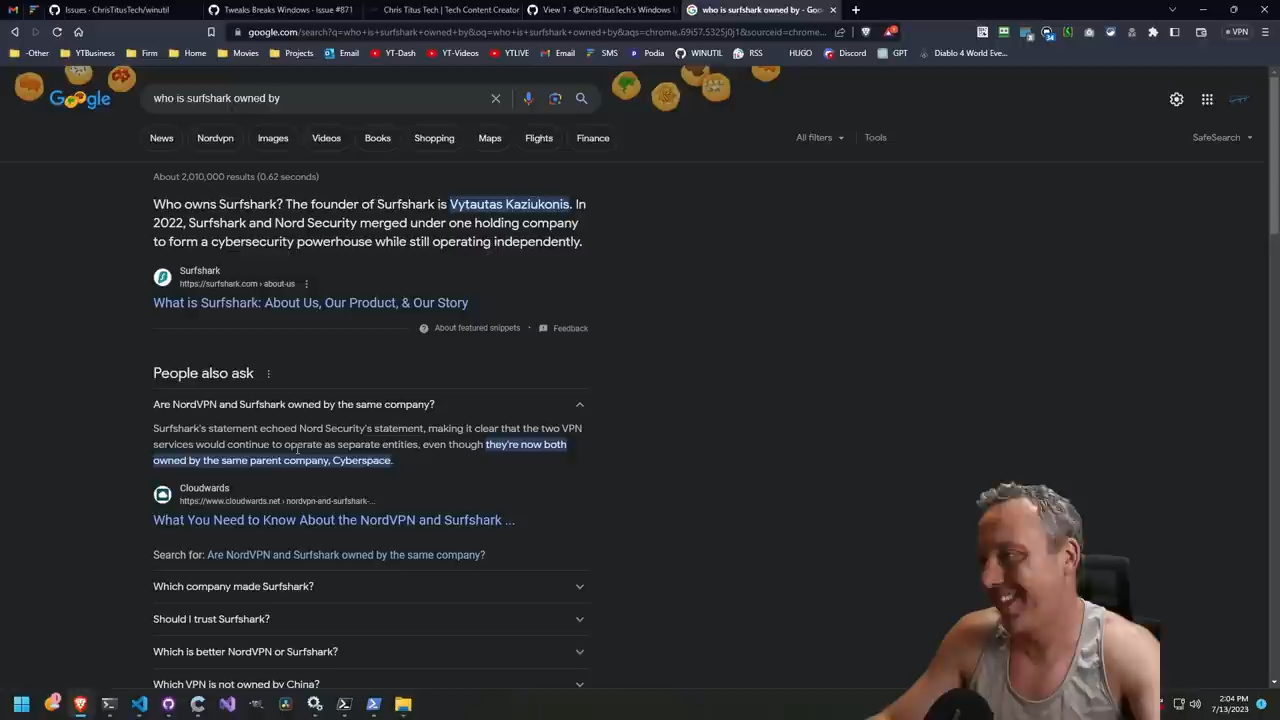 Issues · ChrisTitusTech/winutil
Tweaks Breaks Windows · Issue #871
Chris Titus Tech | Tech Content Creator
View 1 · @ChrisTitusTech's Windows
who is surfshark owned by - Goo
google.com/search?q=who+is+surfshark+owned+by&oq=who+is+surfshark+owned+by&aqs=chrome..69i57.5325j0j1&sourceid=chrome...
VPN
-Other
YTBusiness
Firm
Home
Movies
Projects
Email
YT-Dash
YT-Videos
YTLIVE
Email
SMS
Podia
WINUTIL
RSS
HUGO
Discord
GPT
Diablo 4 World Eve...
Google
who is surfshark owned by
News
Nordvpn
Images
Videos
Books
Shopping
Maps
Flights
Finance
All filters
Tools
SafeSearch
About 2,010,000 results (0.62 seconds)
Who owns Surfshark? The founder of Surfshark is Vytautas Kaziukonis. In
2022, Surfshark and Nord Security merged under one holding company
to form a cybersecurity powerhouse while still operating independently.
Surfshark
https://surfshark.com › about-us
What is Surfshark: About Us, Our Product, & Our Story
About featured snippets
Feedback
People also ask
Are NordVPN and Surfshark owned by the same company?
Surfshark's statement echoed Nord Security's statement, making it clear that the two VPN
services would continue to operate as separate entities, even though they're now both
owned by the same parent company, Cyberspace.
Cloudwards
https://www.cloudwards.net › nordvpn-and-surfshark-...
What You Need to Know About the NordVPN and Surfshark ...
Search for: Are NordVPN and Surfshark owned by the same company?
Which company made Surfshark?
Should I trust Surfshark?
Which is better NordVPN or Surfshark?
Which VPN is not owned by China?
2:04 PM
7/13/2023